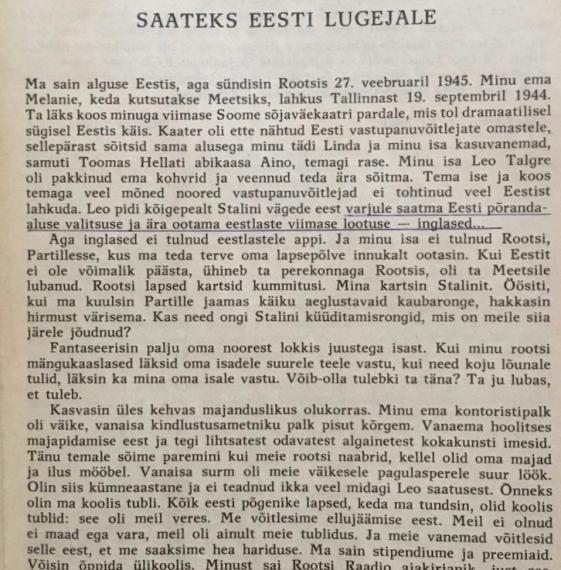 SAATEKS EESTI LUGEJALE
Ma sain alguse Eestis, aga sündisin Rootsis 27. veebruaril 1945. Minu ema
Melanie, keda kutsutakse Meetsiks, lahkus Tallinnast 19. septembril 1944.
Ta läks koos minuga viimase Soome sõjaväekaatri pardale, mis tol dramaatilisel
sügisel Eestis käis. Kaater oli ette nähtud Eesti vastupanuvõitlejate omastele,
sellepärast sõitsid sama alusega minu tädi Linda ja minu isa kasuvanemad,
samuti Toomas Hellati abikaasa Aino, temagi rase. Minu isa Leo Talgre
oli pakkinud ema kohvrid ja veennud teda ära sõitma. Tema ise ja koos
temaga veel mõned noored vastupanuvõitlejad ei tohtinud veel Eestist
lahkuda. Leo pidi kõigepealt Stalini vägede eest varjule saatma Eesti põranda-
aluse valitsuse ja ära ootama eestlaste viimase lootuse — inglased...
Aga inglased ei tulnud eestlastele appi. Ja minu isa ei tulnud Rootsi,
Partillesse, kus ma teda terve oma lapsepõlve innukalt ootasin. Kui Eestit
ei ole võimalik päästa, ühineb ta perekonnaga Rootsis, oli ta Meetsile
lubanud. Rootsi lapsed kartsid kummitusi. Mina kartsin Stalinit. Öösiti,
kui ma kuulsin Partille jaamas käiku aeglustavaid kaubaronge, hakkasin
hirmust värisema. Kas need ongi Stalini küüditamisrongid, mis on meile siia
järele jõudnud?
Fantaseerisin palju oma noorest lokkis juustega isast. Kui minu rootsi
mängukaaslased läksid oma isadele suurele teele vastu, kui need koju lõunale
tulid, läksin ka mina oma isale vastu. Võib-olla tulebki ta täna? Ta ju lubas,
et tuleb.
Kasvasin üles kehvas majanduslikus olukorras. Minu ema kontoristipalk
oli väike, vanaisa kindlustusametniku palk pisut kõrgem. Vanaema hoolitses
majapidamise eest ja tegi lihtsatest odavatest algainetest kokakunsti imesid.
Tänu temale sõime paremini kui meie rootsi naabrid, kellel olid oma majad
ja ilus mööbel. Vanaisa surm oli meie väikesele pagulasperele suur löök.
Olin siis kümneaastane ja ei teadnud ikka veel midagi Leo saatusest. Õnneks
olin ma koolis tubli. Kõik eesti põgenike lapsed, keda ma tundsin, olid koolis
tublid: see oli meil veres. Me võitlesime ellujäämise eest. Meil ei olnud
ei maad ega vara, meil oli ainult meie tublidus. Ja meie vanemad võitlesid
selle eest, et me saaksime hea hariduse. Ma sain stipendiume ja preemiaid.
Võisin õppida ülikoolis. Minust sai Rootsi Raadio ajakirjanik, just see-